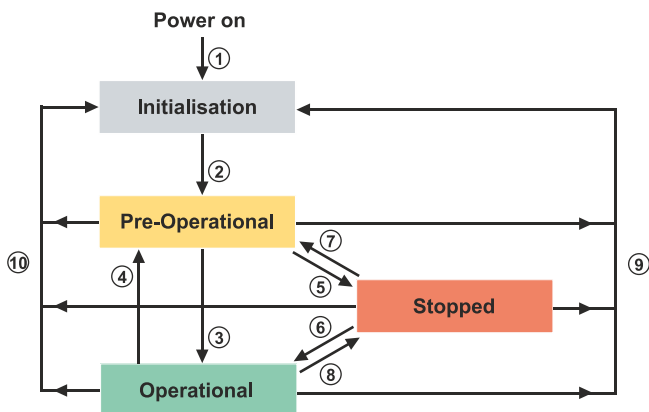 Power on
①
Initialisation
②
Pre-Operational
⑦
⑩
④
⑤
⑨
Stopped
③
⑥
⑧
Operational